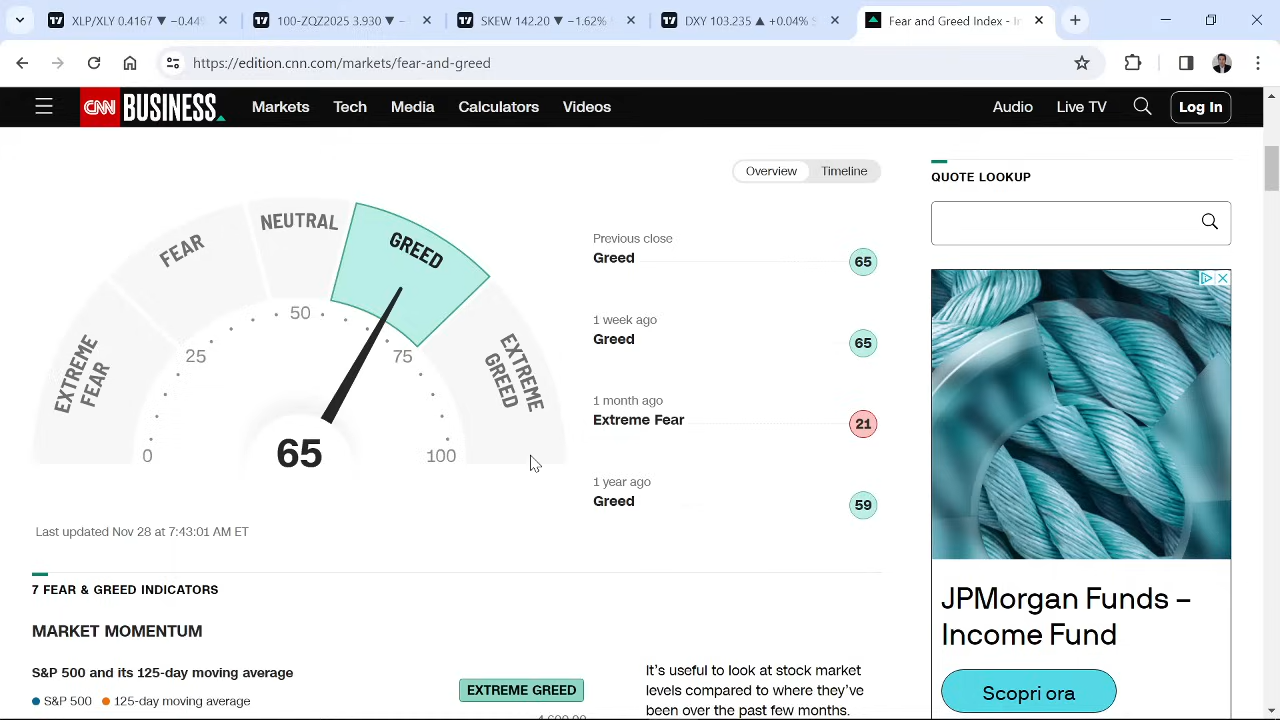 XLP/XLY 0.4167 ▼ −0.44
100-ZQZ2025 3.930 ▼ −
SKEW 142.20 ▼ −1.62%
DXY 103.231 ▲ +0.04%
Fear and Greed Index - In
https://edition.cnn.com/markets/fear-and-greed
CNN BUSINESS
Markets
Tech
Media
Calculators
Videos
Audio
Live TV
Log In
Overview
Timeline
QUOTE LOOKUP
EXTREME FEAR
FEAR
NEUTRAL
GREED
EXTREME GREED
0
25
50
75
100
65
Previous close
Greed
65
1 week ago
Greed
65
1 month ago
Extreme Fear
21
1 year ago
Greed
59
Last updated Nov 28 at 7:43:01 AM ET
7 FEAR & GREED INDICATORS
MARKET MOMENTUM
S&P 500 and its 125-day moving average
S&P 500
125-day moving average
EXTREME GREED
It's useful to look at stock market
levels compared to where they've
been over the past few months.
JPMorgan Funds –
Income Fund
Scopri ora